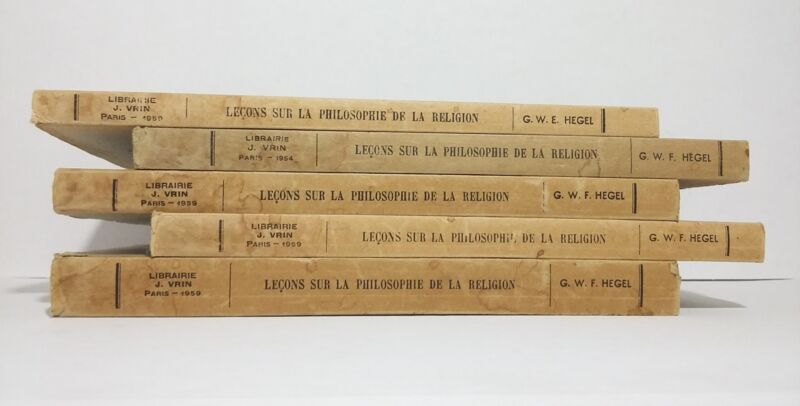 LIBRAIRIE
J. VRIN
PARIS — 1959
LEÇONS SUR LA PHILOSOPHIE DE LA RELIGION
G. W. F. HEGEL
LIBRAIRIE
J. VRIN
PARIS — 1954
LEÇONS SUR LA PHILOSOPHIE DE LA RELIGION
G. W. F. HEGEL
LIBRAIRIE
J. VRIN
PARIS — 1959
LEÇONS SUR LA PHILOSOPHIE DE LA RELIGION
G. W. F. HEGEL
LIBRAIRIE
J. VRIN
PARIS — 1959
LEÇONS SUR LA PHILOSOPHIE DE LA RELIGION
G. W. F. HEGEL
LIBRAIRIE
J. VRIN
PARIS — 1959
LEÇONS SUR LA PHILOSOPHIE DE LA RELIGION
G. W. F. HEGEL